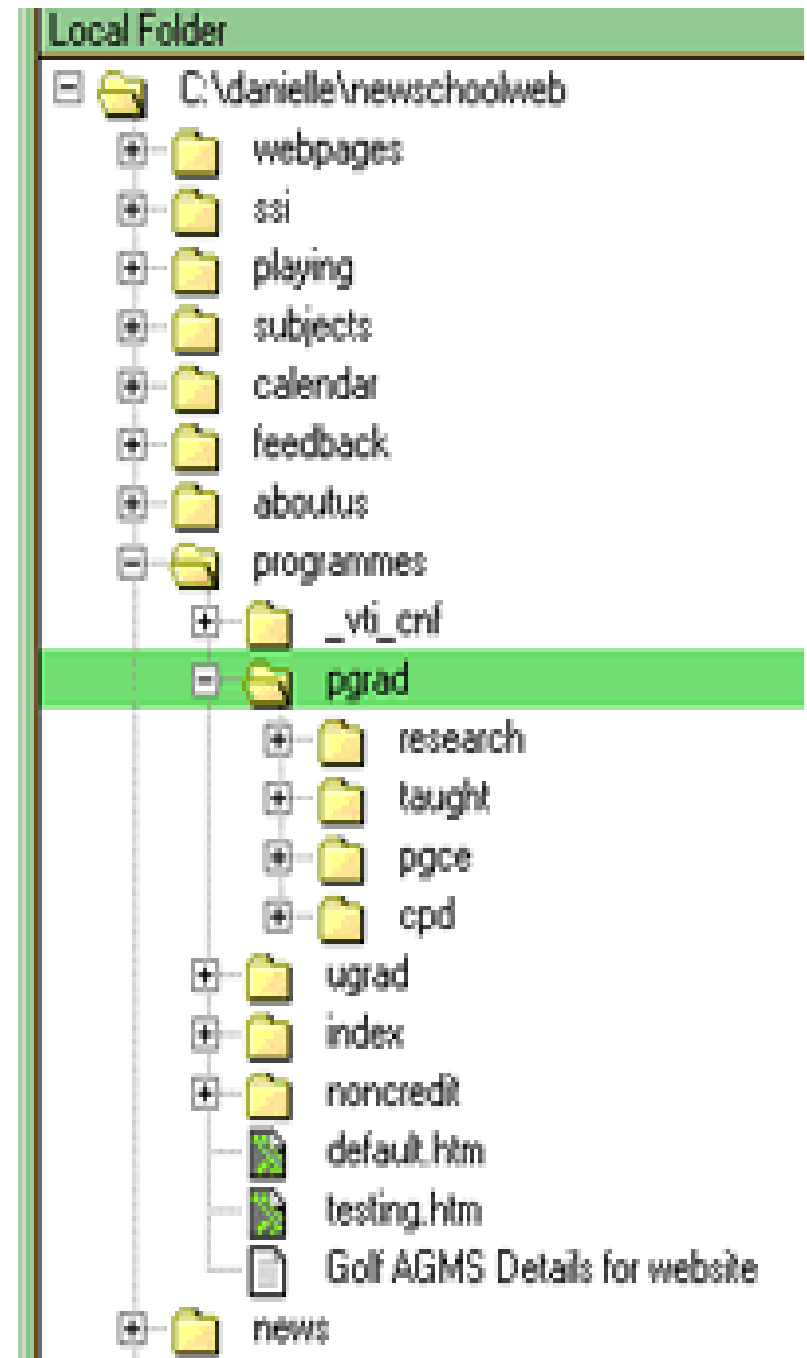 Local Folder
C:\danielle\newschoolweb
webpages
ssi
playing
subjects
calendar
feedback
aboutus
programmes
_vti_cnf
pgrad
research
taught
pgce
cpd
ugrad
index
noncredit
default.htm
testing.htm
Golf AGMS Details for website
news